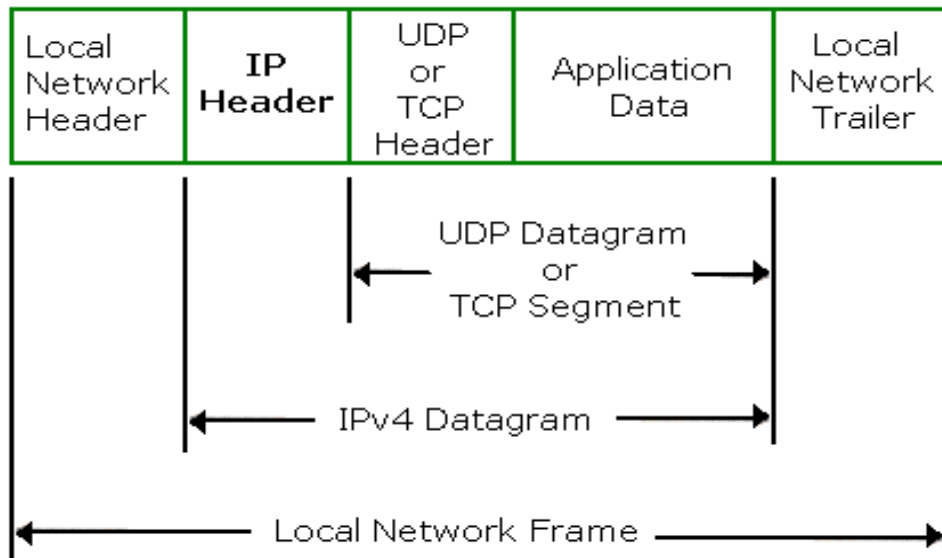 Local
Network
Header
IP
Header
UDP
or
TCP
Header
Application
Data
Local
Network
Trailer
UDP Datagram
or
TCP Segment
IPv4 Datagram
Local Network Frame